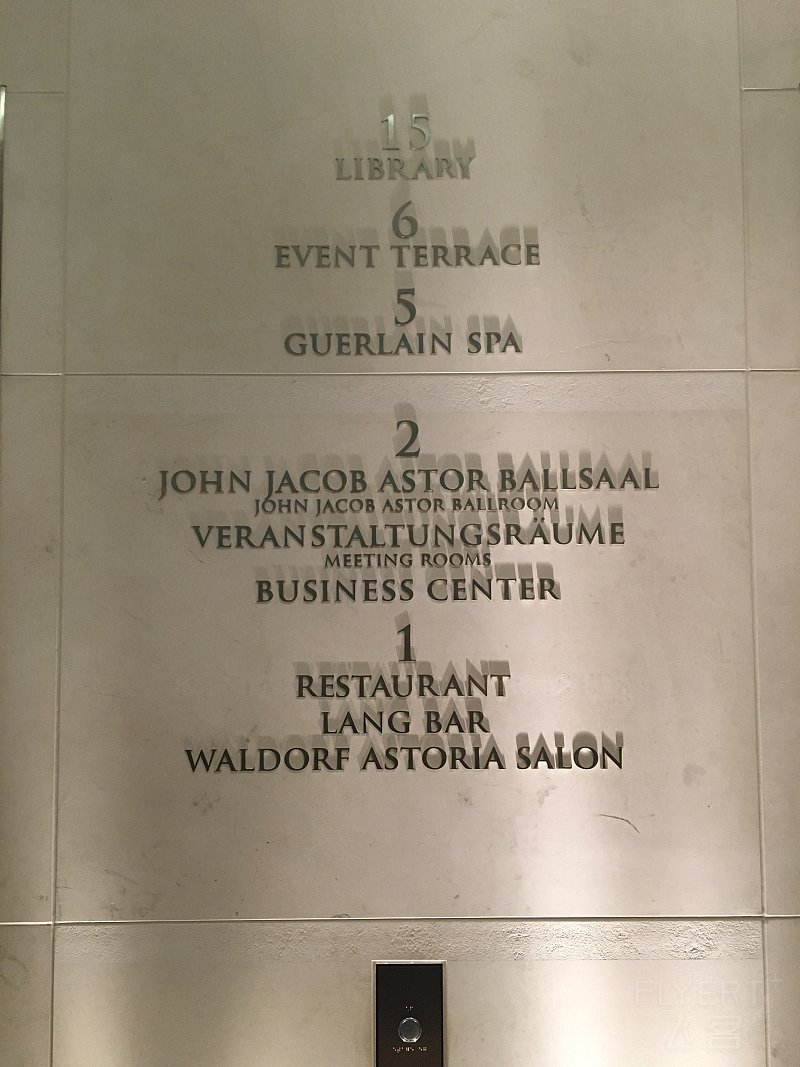 15
LIBRARY
6
EVENT TERRACE
5
GUERLAIN SPA
2
JOHN JACOB ASTOR BALLSAAL
JOHN JACOB ASTOR BALLROOM
VERANSTALTUNGSRÄUME
MEETING ROOMS
BUSINESS CENTER
1
RESTAURANT
LANG BAR
WALDORF ASTORIA SALON
FLYERT